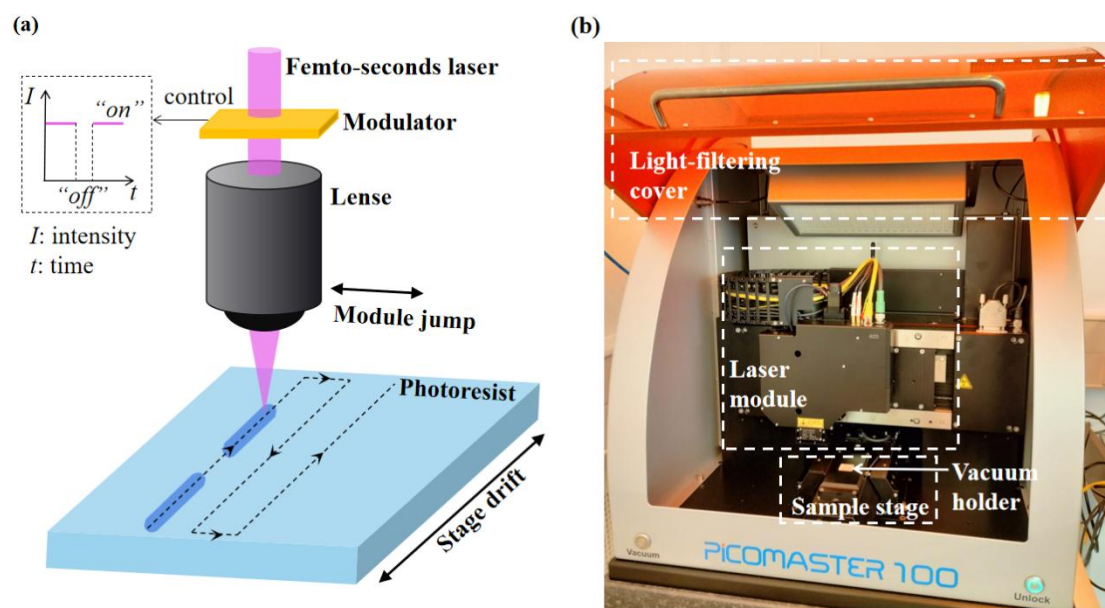 (a)
Femto-seconds laser
I
"on"
control
Modulator
"off"
t
Lense
I: intensity
t: time
Module jump
Photoresist
Stage drift
(b)
Light-filtering
cover
Laser
module
Vacuum
holder
Sample stage
Vacuum
PICOMASTER 100
Unlock